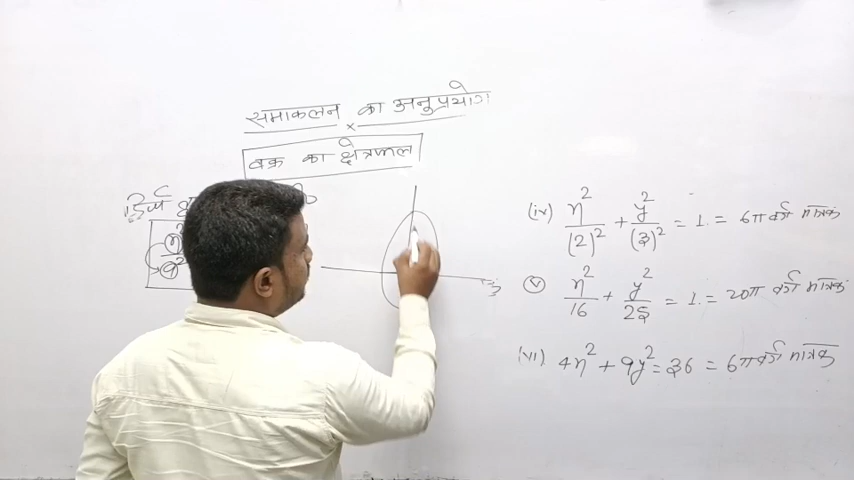 समाकलन का अनुप्रयोग
वक्र का क्षेत्रफल
(iv) x²/(2)² + y²/(3)² = 1 = 6π वर्ग मात्रक
(v) x²/16 + y²/25 = 1 = 20π वर्ग मात्रक
(vi) 4x² + 9y² = 36 = 6π वर्ग मात्रक